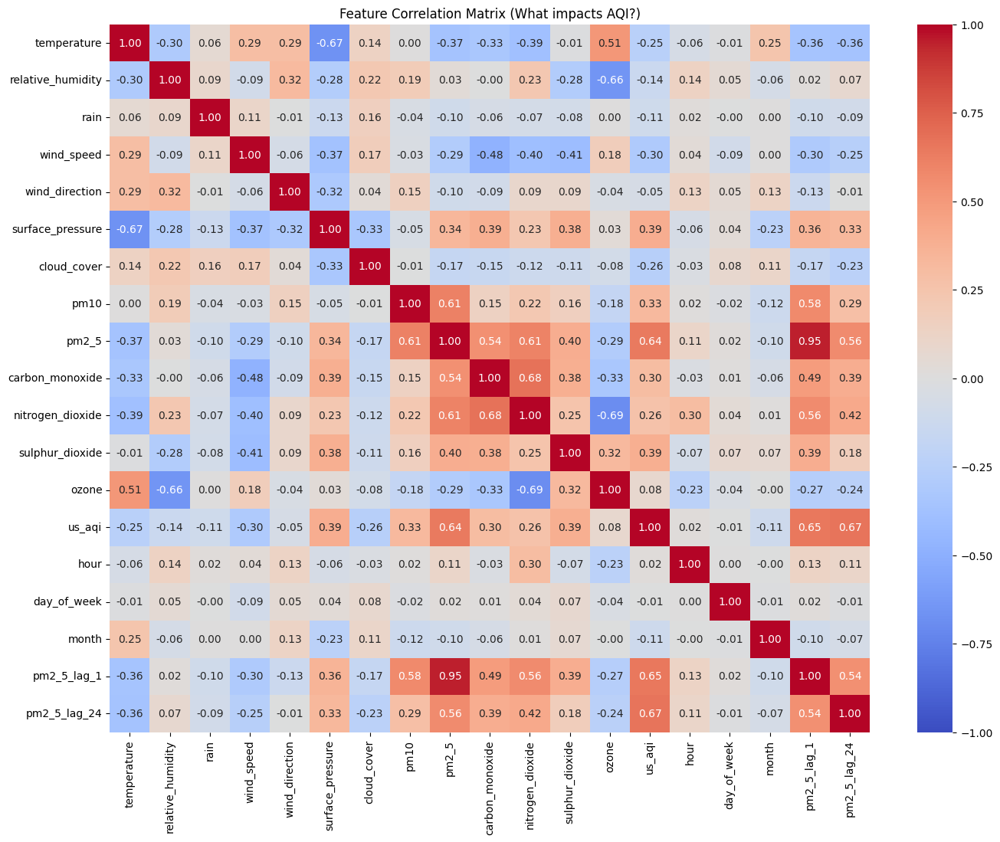 Feature Correlation Matrix (What impacts AQI?)
temperature 1.00 -0.30 0.06 0.29 0.29 -0.67 0.14 0.00 -0.37 -0.33 -0.39 -0.01 0.51 -0.25 -0.06 -0.01 0.25 -0.36 -0.36
relative_humidity -0.30 1.00 0.09 -0.09 0.32 -0.28 0.22 0.19 0.03 -0.00 0.23 -0.28 -0.66 -0.14 0.14 0.05 -0.06 0.02 0.07
rain 0.06 0.09 1.00 0.11 -0.01 -0.13 0.16 -0.04 -0.10 -0.06 -0.07 -0.08 0.00 -0.11 0.02 -0.00 0.00 -0.10 -0.09
wind_speed 0.29 -0.09 0.11 1.00 -0.06 -0.37 0.17 -0.03 -0.29 -0.48 -0.40 -0.41 0.18 -0.30 0.04 -0.09 0.00 -0.30 -0.25
wind_direction 0.29 0.32 -0.01 -0.06 1.00 -0.32 0.04 0.15 -0.10 -0.09 0.09 0.09 -0.04 -0.05 0.13 0.05 0.13 -0.13 -0.01
surface_pressure -0.67 -0.28 -0.13 -0.37 -0.32 1.00 -0.33 -0.05 0.34 0.39 0.23 0.38 0.03 0.39 -0.06 0.04 -0.23 0.36 0.33
cloud_cover 0.14 0.22 0.16 0.17 0.04 -0.33 1.00 -0.01 -0.17 -0.15 -0.12 -0.11 -0.08 -0.26 -0.03 0.08 0.11 -0.17 -0.23
pm10 0.00 0.19 -0.04 -0.03 0.15 -0.05 -0.01 1.00 0.61 0.15 0.22 0.16 -0.18 0.33 0.02 -0.02 -0.12 0.58 0.29
pm2_5 -0.37 0.03 -0.10 -0.29 -0.10 0.34 -0.17 0.61 1.00 0.54 0.61 0.40 -0.29 0.64 0.11 0.02 -0.10 0.95 0.56
carbon_monoxide -0.33 -0.00 -0.06 -0.48 -0.09 0.39 -0.15 0.15 0.54 1.00 0.68 0.38 -0.33 0.30 -0.03 0.01 -0.06 0.49 0.39
nitrogen_dioxide -0.39 0.23 -0.07 -0.40 0.09 0.23 -0.12 0.22 0.61 0.68 1.00 0.25 -0.69 0.26 0.30 0.04 0.01 0.56 0.42
sulphur_dioxide -0.01 -0.28 -0.08 -0.41 0.09 0.38 -0.11 0.16 0.40 0.38 0.25 1.00 0.32 0.39 -0.07 0.07 0.07 0.39 0.18
ozone 0.51 -0.66 0.00 0.18 -0.04 0.03 -0.08 -0.18 -0.29 -0.33 -0.69 0.32 1.00 0.08 -0.23 -0.04 -0.00 -0.27 -0.24
us_aqi -0.25 -0.14 -0.11 -0.30 -0.05 0.39 -0.26 0.33 0.64 0.30 0.26 0.39 0.08 1.00 0.02 -0.01 -0.11 0.65 0.67
hour -0.06 0.14 0.02 0.04 0.13 -0.06 -0.03 0.02 0.11 -0.03 0.30 -0.07 -0.23 0.02 1.00 0.00 -0.00 0.13 0.11
day_of_week -0.01 0.05 -0.00 -0.09 0.05 0.04 0.08 -0.02 0.02 0.01 0.04 0.07 -0.04 -0.01 0.00 1.00 -0.01 0.02 -0.01
month 0.25 -0.06 0.00 0.00 0.13 -0.23 0.11 -0.12 -0.10 -0.06 0.01 0.07 -0.00 -0.11 -0.00 -0.01 1.00 -0.10 -0.07
pm2_5_lag_1 -0.36 0.02 -0.10 -0.30 -0.13 0.36 -0.17 0.58 0.95 0.49 0.56 0.39 -0.27 0.65 0.13 0.02 -0.10 1.00 0.54
pm2_5_lag_24 -0.36 0.07 -0.09 -0.25 -0.01 0.33 -0.23 0.29 0.56 0.39 0.42 0.18 -0.24 0.67 0.11 -0.01 -0.07 0.54 1.00
temperature
relative_humidity
rain
wind_speed
wind_direction
surface_pressure
cloud_cover
pm10
pm2_5
carbon_monoxide
nitrogen_dioxide
sulphur_dioxide
ozone
us_aqi
hour
day_of_week
month
pm2_5_lag_1
pm2_5_lag_24
1.00
0.75
0.50
0.25
0.00
−0.25
−0.50
−0.75
−1.00